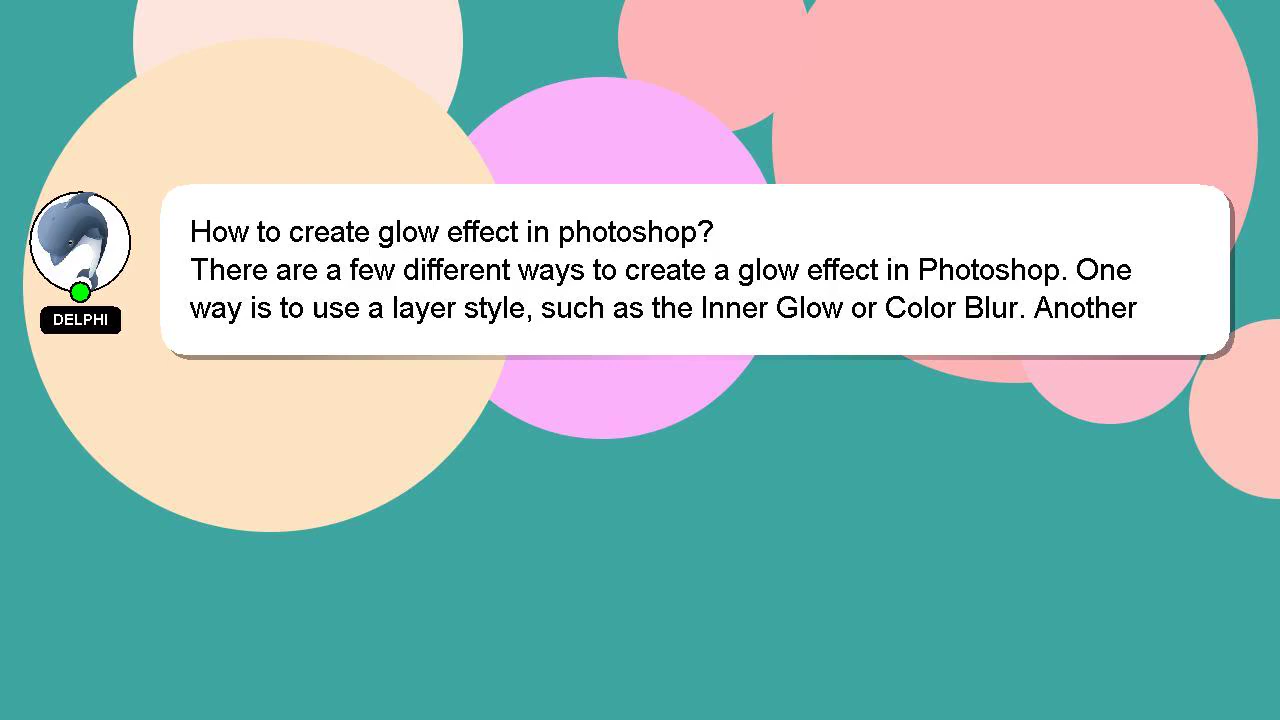 How to create glow effect in photoshop?
There are a few different ways to create a glow effect in Photoshop. One
way is to use a layer style, such as the Inner Glow or Color Blur. Another
DELPHI